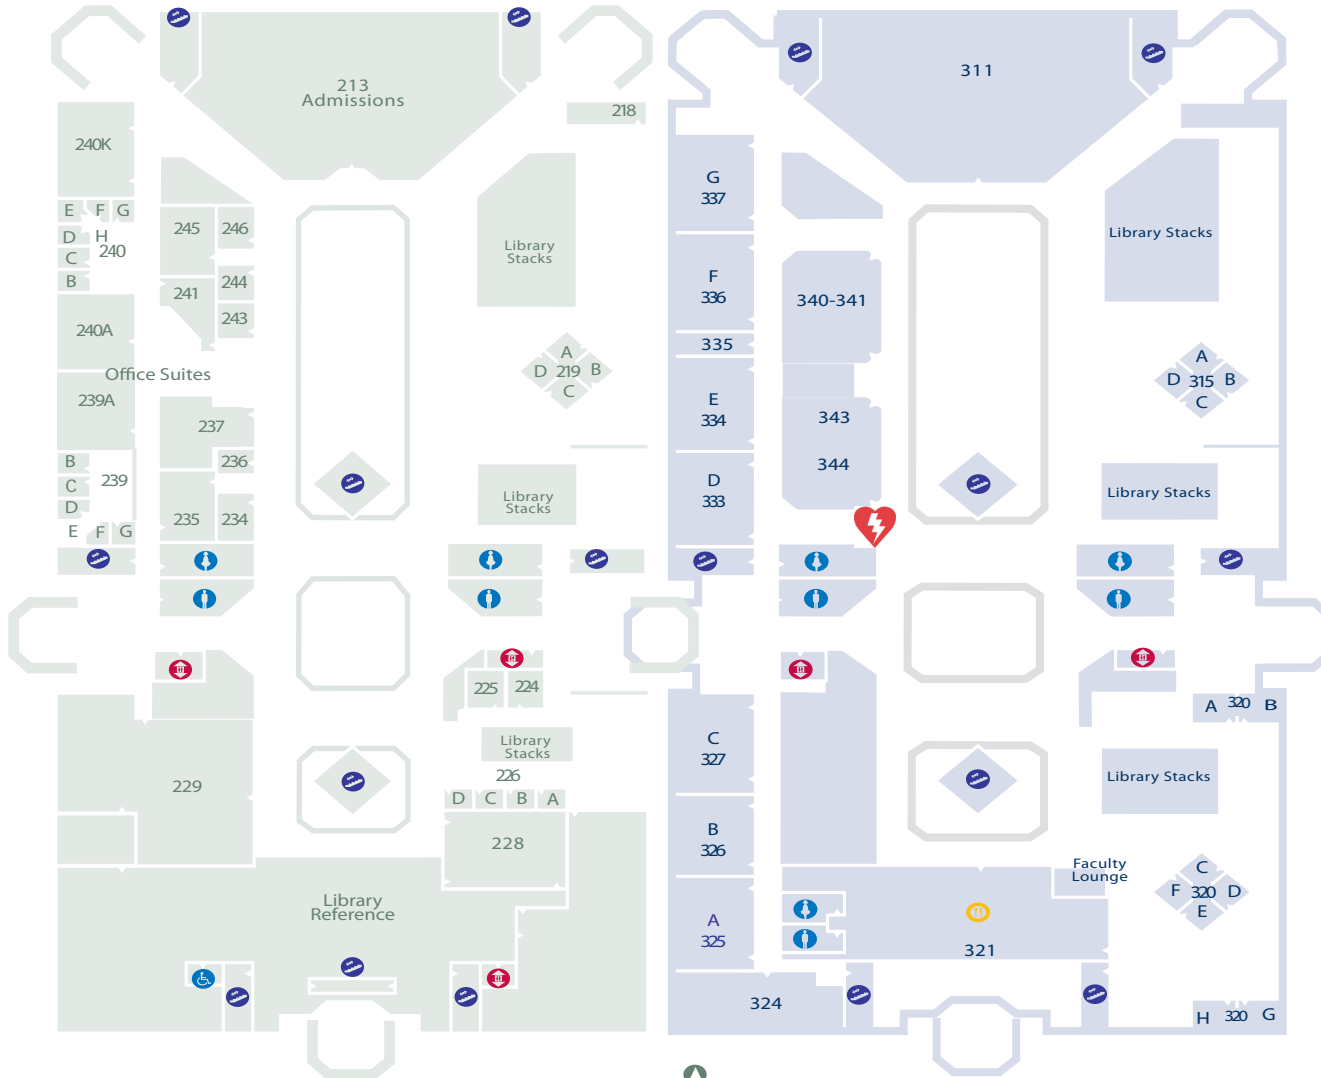 213
Admissions
218
240K
E F G
D H
240
C
B
245
246
244
241
243
240A
Office Suites
239A
237
236
B
239
C
D
E F G
235
234
Library
Stacks
A
D 219 B
C
Library
Stacks
225
224
Library
Stacks
226
D C B A
228
229
Library
Reference
311
G
337
F
336
335
E
334
D
333
340-341
343
344
Library Stacks
A
D 315 B
C
Library Stacks
A 320 B
C
327
B
326
A
325
324
Library Stacks
Faculty
Lounge
C
F 320 D
E
321
H 320 G